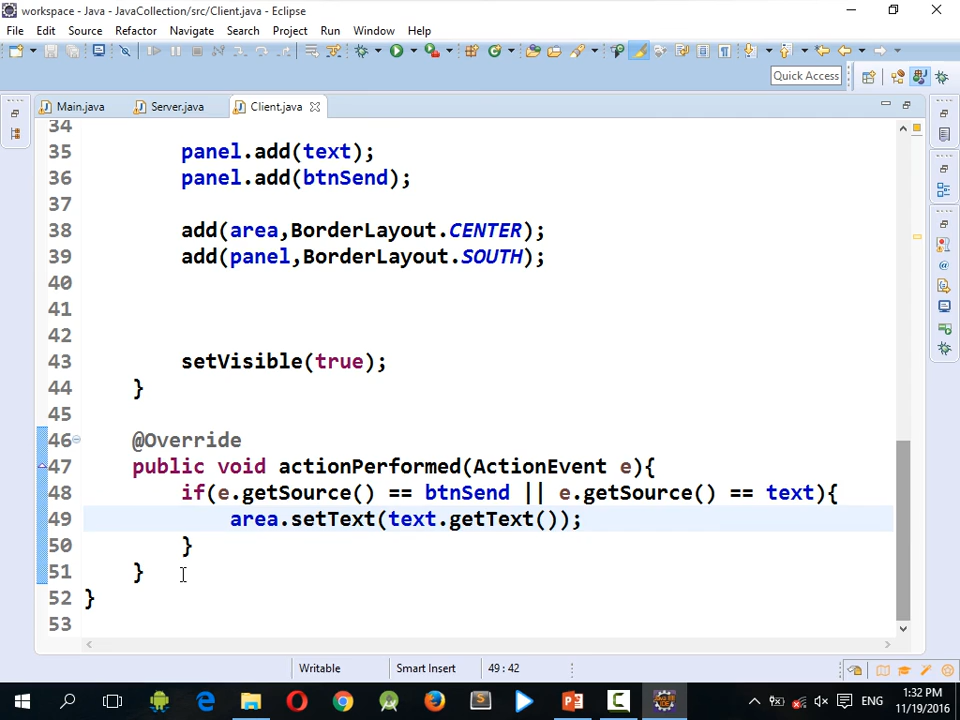 workspace - Java - JavaCollection/src/Client.java - Eclipse
File Edit Source Refactor Navigate Search Project Run Window Help
Quick Access
Main.java Server.java Client.java
34
35 panel.add(text);
36 panel.add(btnSend);
37
38 add(area,BorderLayout.CENTER);
39 add(panel,BorderLayout.SOUTH);
40
41
42
43 setVisible(true);
44 }
45
46 @Override
47 public void actionPerformed(ActionEvent e){
48 if(e.getSource() == btnSend || e.getSource() == text){
49 area.setText(text.getText());
50 }
51 }
52 }
53
Writable Smart Insert 49 : 42
ENG 1:32 PM
11/19/2016